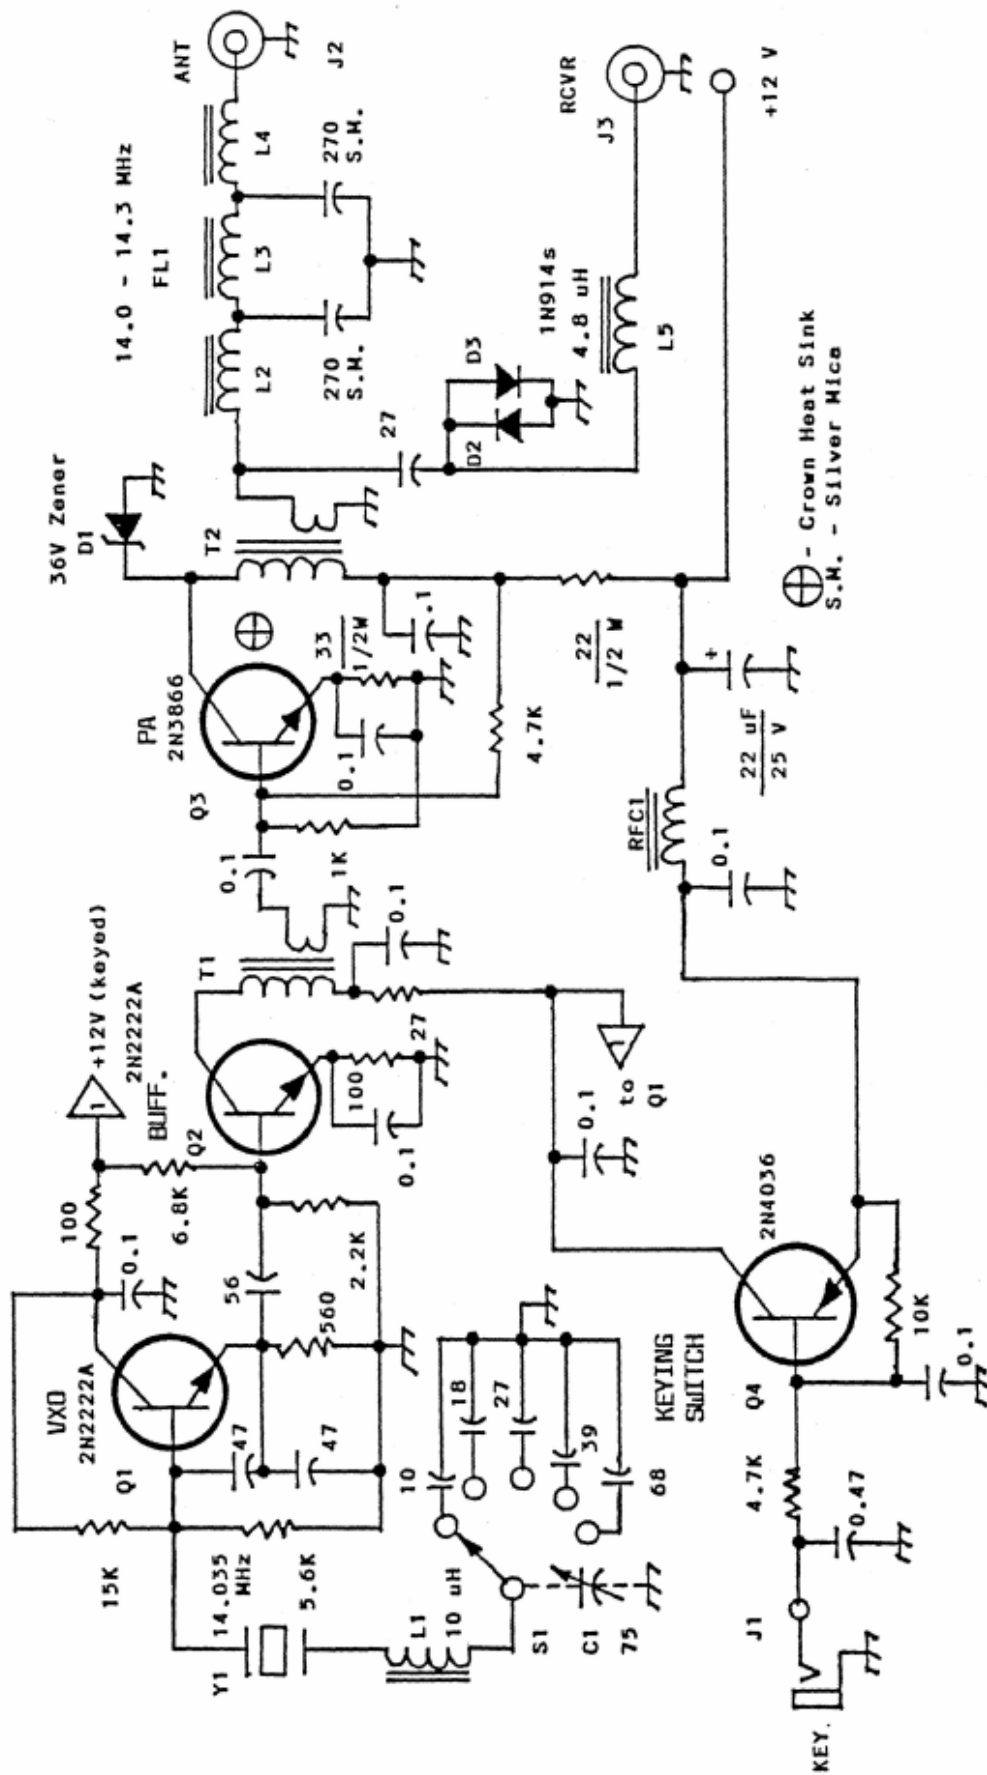 ANT
J2
14.0 - 14.3 MHz
FL1
L4
L3
L2
270
S.M.
270
S.M.
RCVR
J3
+12 V
1N914s
4.8 uH
L5
D3
D2
27
36V Zener
D1
T2
PA
2N3866
Q3
33
1/2W
.1
0.1
4.7K
22
1/2 W
0.1
1K
- Crown Heat Sink
S.M. - Silver Mica
+
22 uF
25 V
RFC1
0.1
+12V (keyed)
1
2N2222A
BUFF.
Q2
T1
0.1
27
100
0.1
1
to
Q1
0.1
100
6.8K
0.1
56
2.2K
560
VXO
2N2222A
Q1
47
47
15K
14.035
MHz
5.6K
Y1
L1
10 uH
S1
C1
75
10
18
27
39
68
KEYING
SWITCH
2N4036
Q4
10K
0.1
4.7K
0.47
J1
KEY.